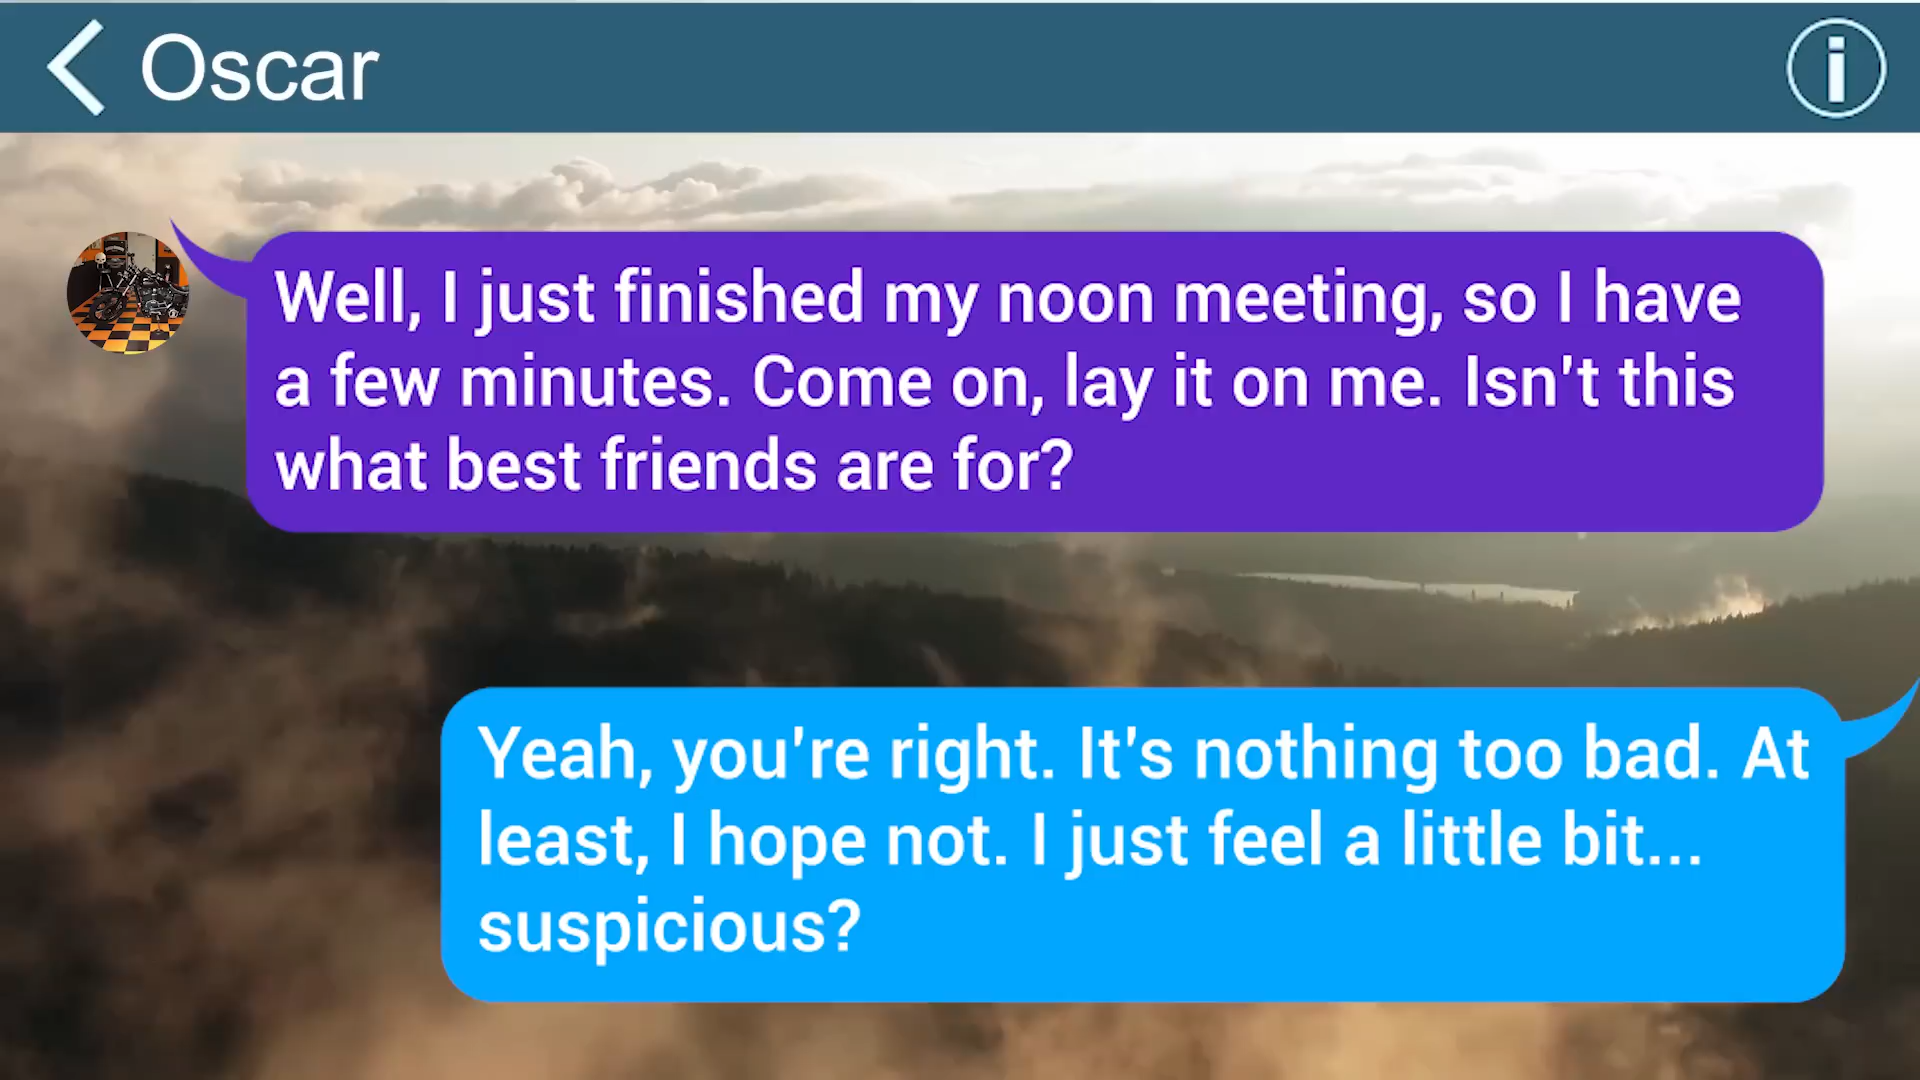 Oscar
Well, I just finished my noon meeting, so I have
a few minutes. Come on, lay it on me. Isn't this
what best friends are for?
Yeah, you're right. It's nothing too bad. At
least, I hope not. I just feel a little bit...
suspicious?